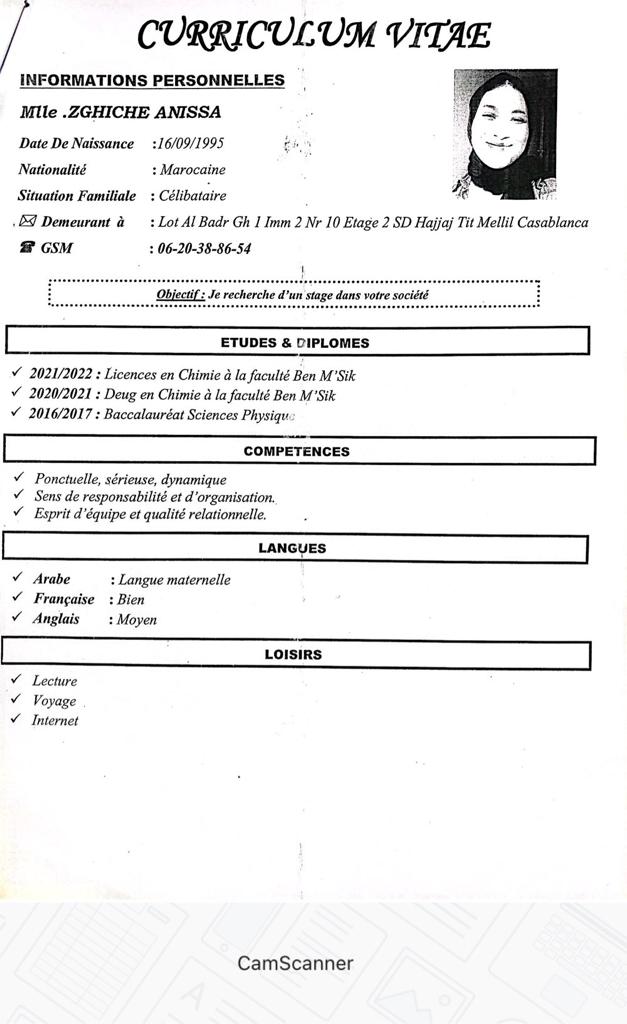 CURRICULUM VITAE
INFORMATIONS PERSONNELLES
Mlle .ZGHICHE ANISSA
Date De Naissance :16/09/1995
Nationalité : Marocaine
Situation Familiale : Célibataire
Demeurant à : Lot Al Badr Gh 1 Imm 2 Nr 10 Etage 2 SD Hajjaj Tit Mellil Casablanca
GSM : 06-20-38-86-54
Objectif : Je recherche d'un stage dans votre société
ETUDES & DIPLOMES
✓ 2021/2022 : Licences en Chimie à la faculté Ben M'Sik
✓ 2020/2021 : Deug en Chimie à la faculté Ben M'Sik
✓ 2016/2017 : Baccalauréat Sciences Physique
COMPETENCES
✓ Ponctuelle, sérieuse, dynamique
✓ Sens de responsabilité et d'organisation.
✓ Esprit d'équipe et qualité relationnelle.
LANGUES
✓ Arabe : Langue maternelle
✓ Française : Bien
✓ Anglais : Moyen
LOISIRS
✓ Lecture
✓ Voyage
✓ Internet
CamScanner